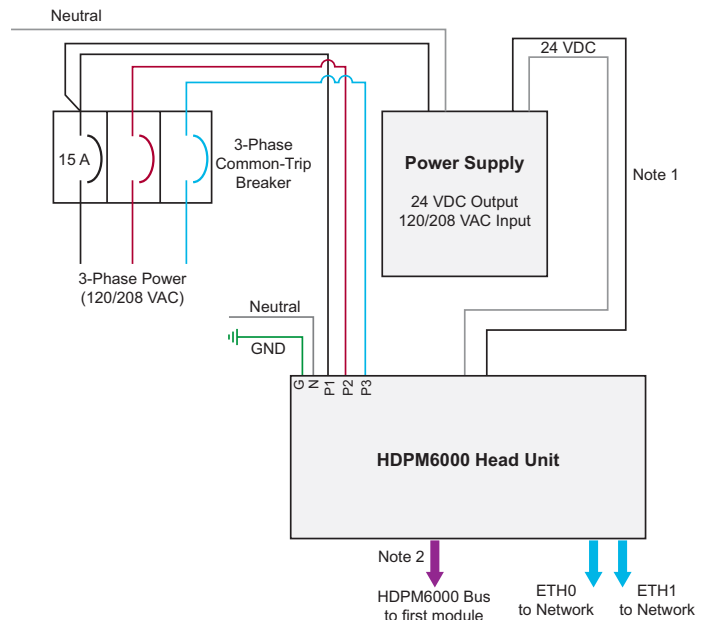 Neutral
24 VDC
15 A
3-Phase
Common-Trip
Breaker
Power Supply
24 VDC Output
120/208 VAC Input
Note 1
3-Phase Power
(120/208 VAC)
Neutral
GND
G
N
P1
P2
P3
HDPM6000 Head Unit
Note 2
HDPM6000 Bus
to first module
ETH0
to Network
ETH1
to Network